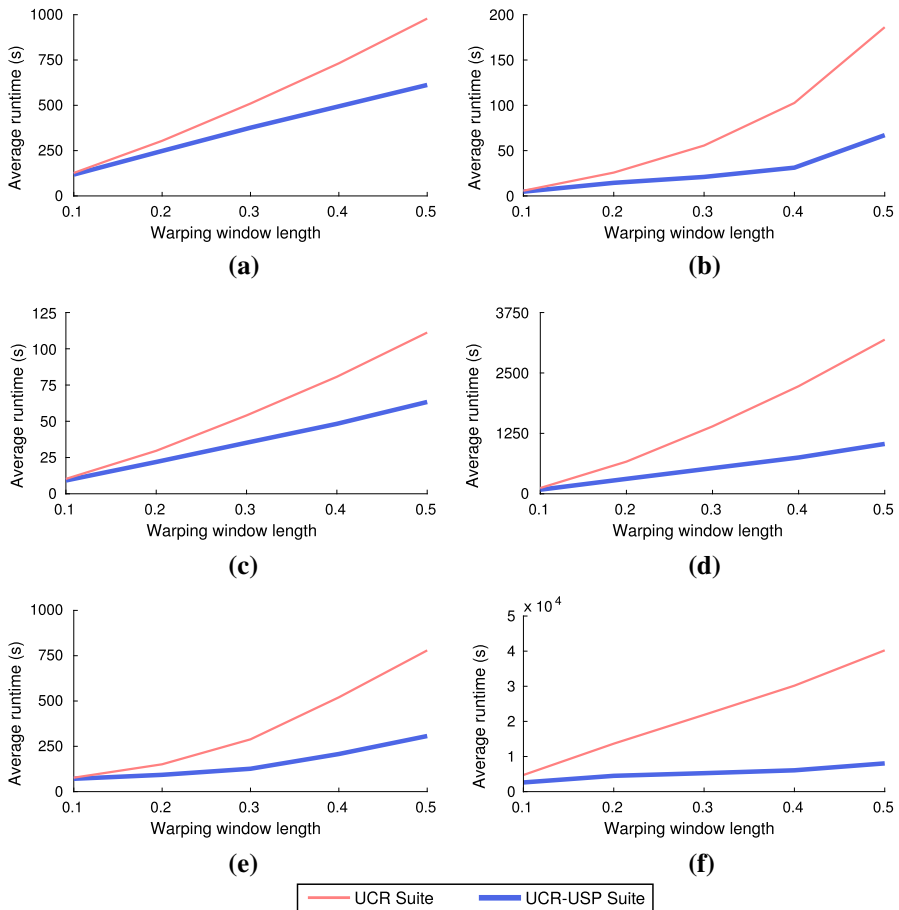 Average runtime (s)
1000
750
500
250
0
0.1 0.2 0.3 0.4 0.5
Warping window length
(a)
Average runtime (s)
200
150
100
50
0
0.1 0.2 0.3 0.4 0.5
Warping window length
(b)
Average runtime (s)
125
100
75
50
25
0
0.1 0.2 0.3 0.4 0.5
Warping window length
(c)
Average runtime (s)
3750
2500
1250
0
0.1 0.2 0.3 0.4 0.5
Warping window length
(d)
Average runtime (s)
1000
750
500
250
0
0.1 0.2 0.3 0.4 0.5
Warping window length
(e)
Average runtime (s)
x 10^4
5
4
3
2
1
0
0.1 0.2 0.3 0.4 0.5
Warping window length
(f)
UCR Suite UCR-USP Suite